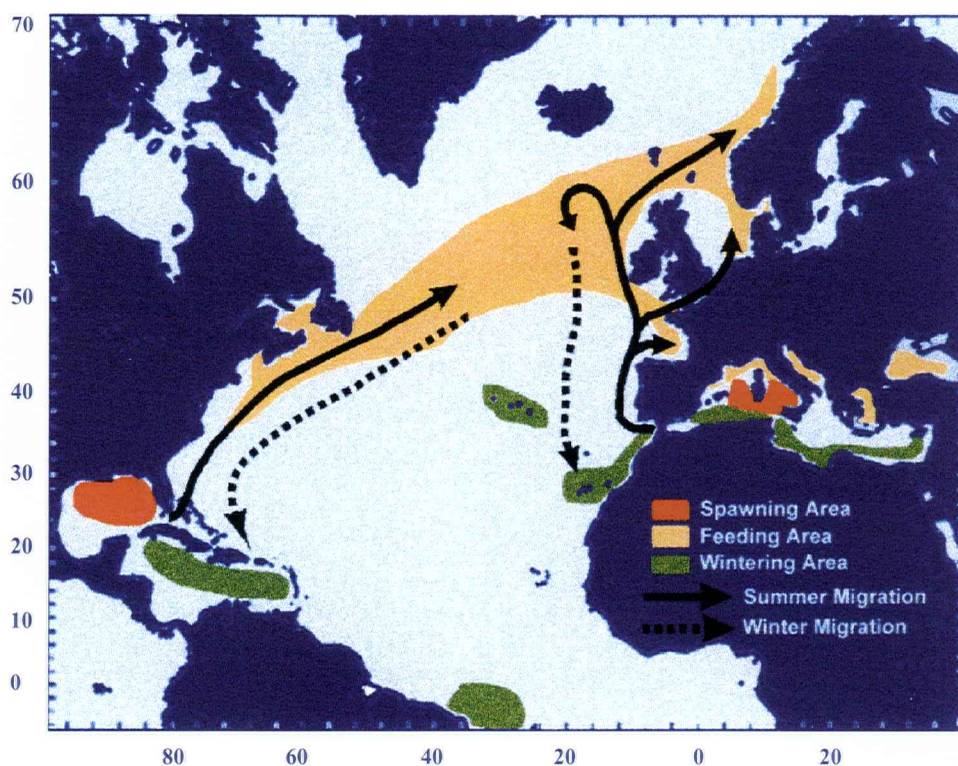 70
60
50
40
30
20
10
0
Spawning Area
Feeding Area
Wintering Area
Summer Migration
Winter Migration
80 60 40 20 0 20